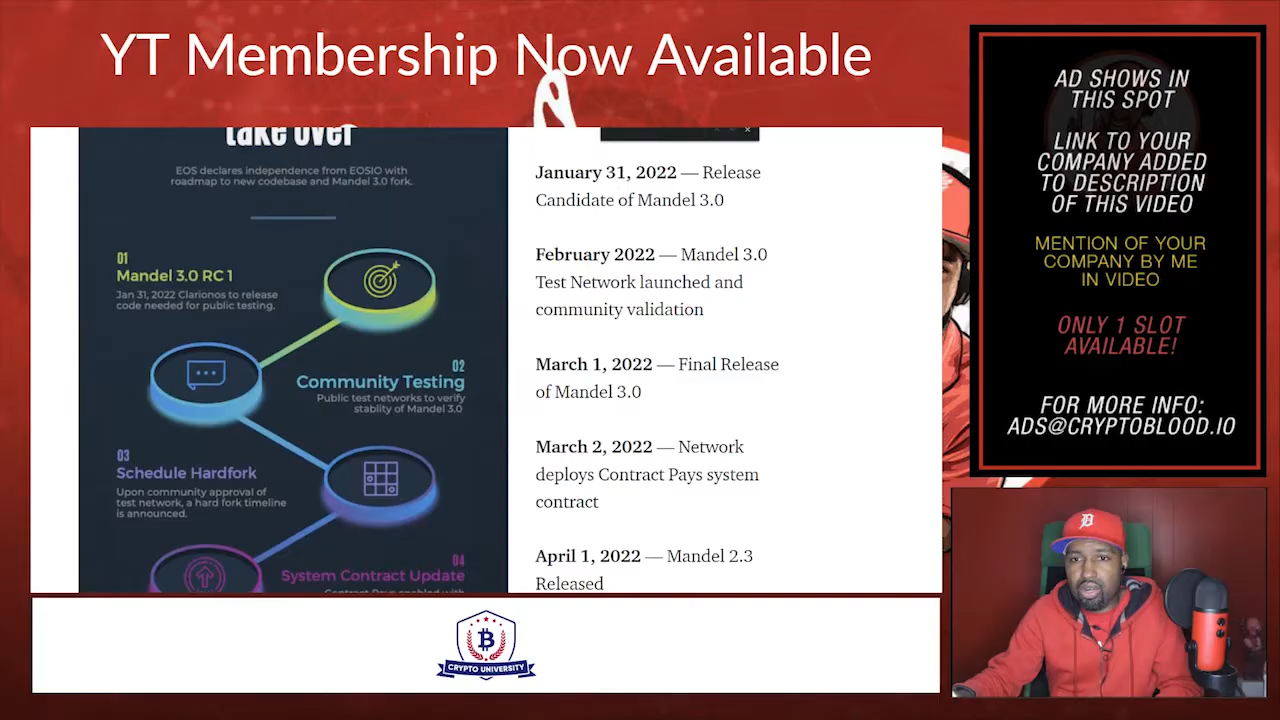 YT Membership Now Available
take over
EOS declares independence from EOSIO with
roadmap to new codebase and Mandel 3.0 fork.
01
Mandel 3.0 RC 1
Jan 31, 2022 Clarionos to release
code needed for public testing.
02
Community Testing
Public test networks to verify
stablity of Mandel 3.0
03
Schedule Hardfork
Upon community approval of
test network, a hard fork timeline
is announced.
04
System Contract Update
January 31, 2022 — Release
Candidate of Mandel 3.0
February 2022 — Mandel 3.0
Test Network launched and
community validation
March 1, 2022 — Final Release
of Mandel 3.0
March 2, 2022 — Network
deploys Contract Pays system
contract
April 1, 2022 — Mandel 2.3
Released
AD SHOWS IN
THIS SPOT
LINK TO YOUR
COMPANY ADDED
TO DESCRIPTION
OF THIS VIDEO
MENTION OF YOUR
COMPANY BY ME
IN VIDEO
ONLY 1 SLOT
AVAILABLE!
FOR MORE INFO:
ADS@CRYPTOBLOOD.IO
CRYPTO UNIVERSITY